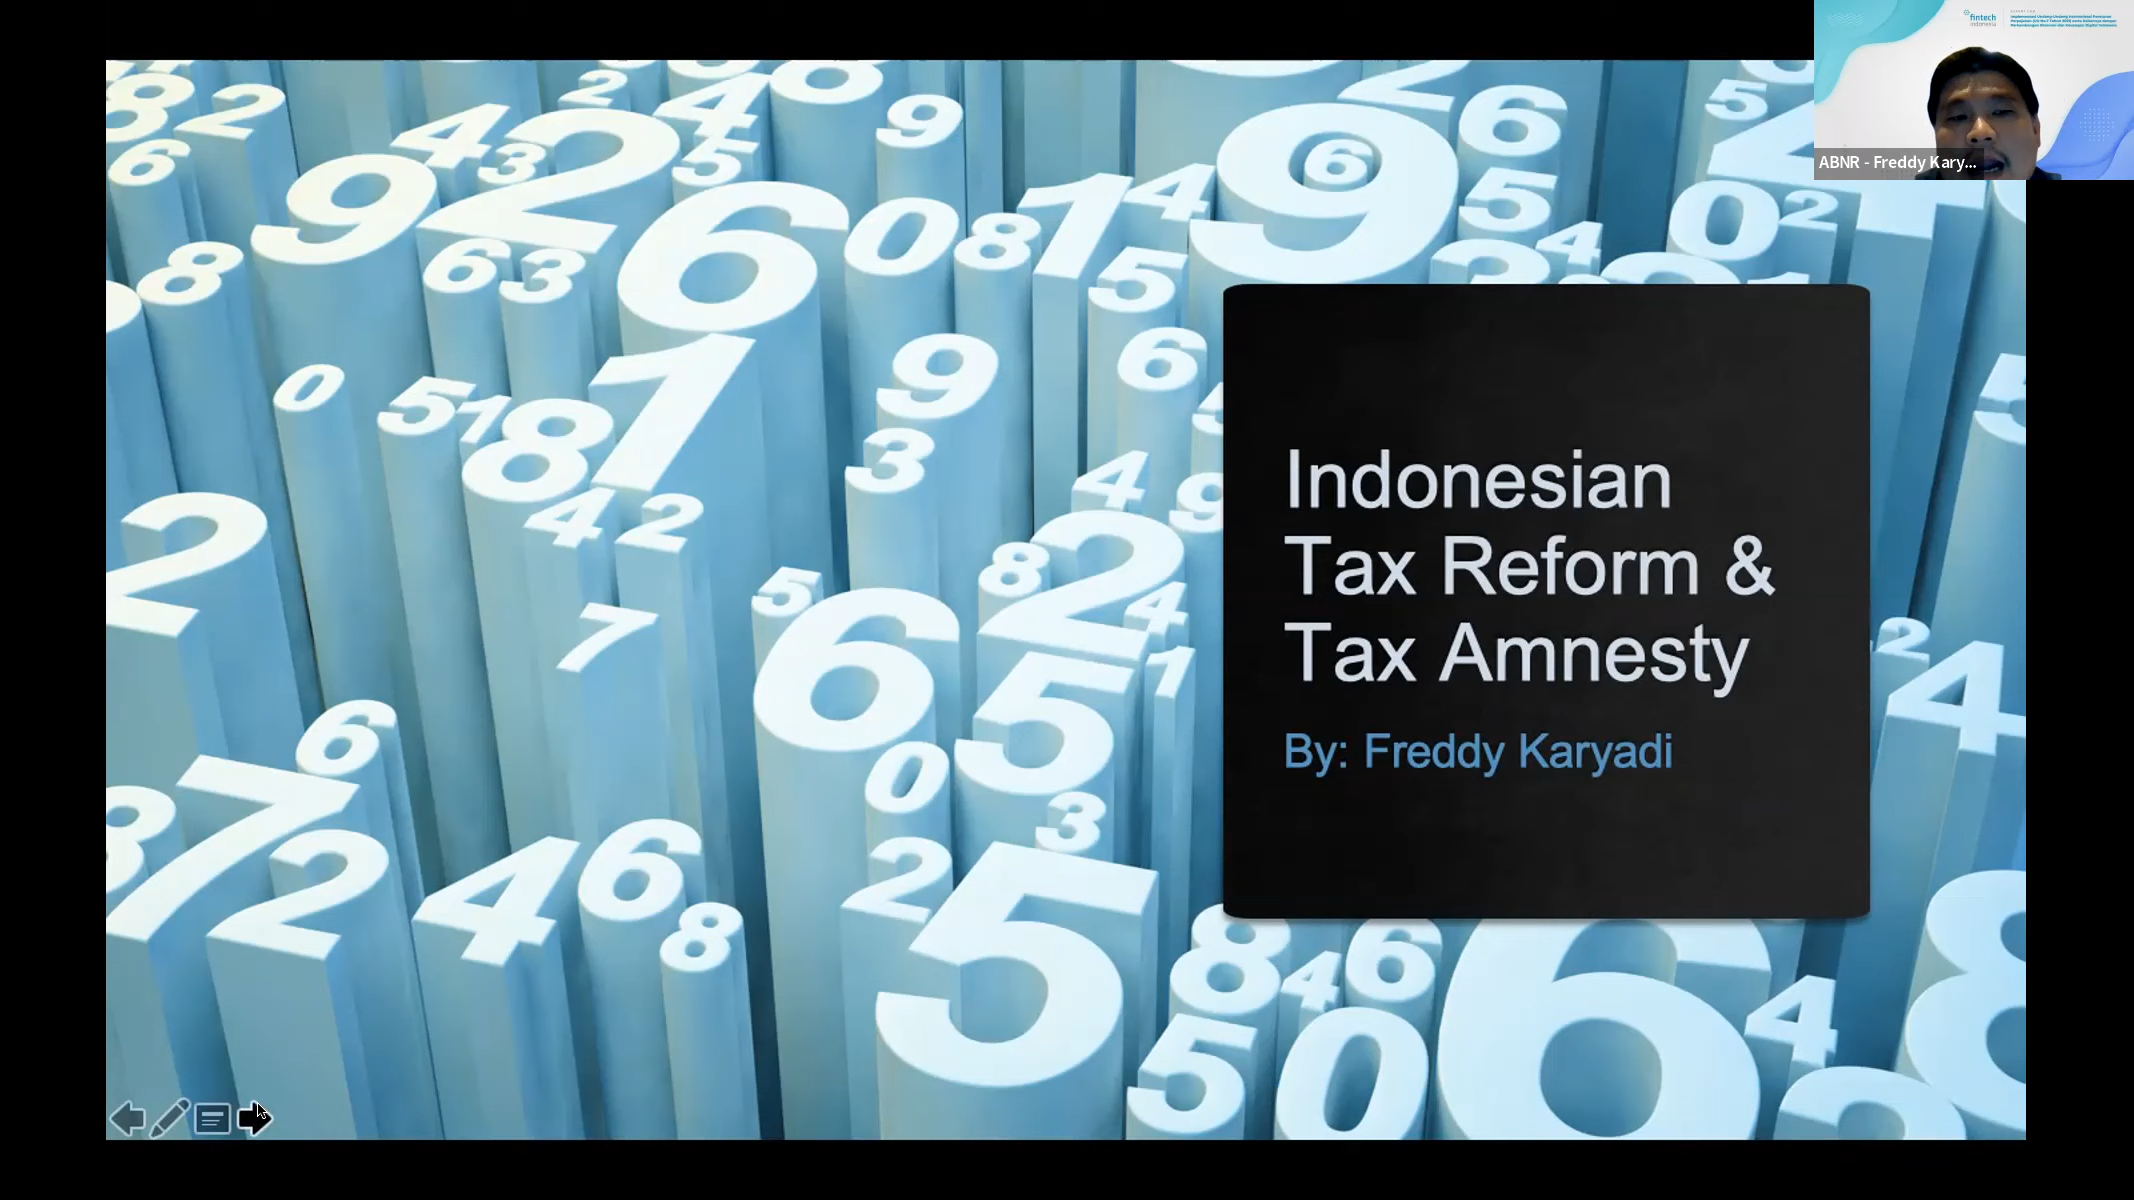 fintech
indonesia
ABNR - Freddy Kary...
Indonesian
Tax Reform &
Tax Amnesty
By: Freddy Karyadi